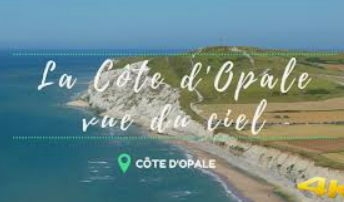 La Côte d'Opale
vue du ciel
CÔTE D'OPALE
4K